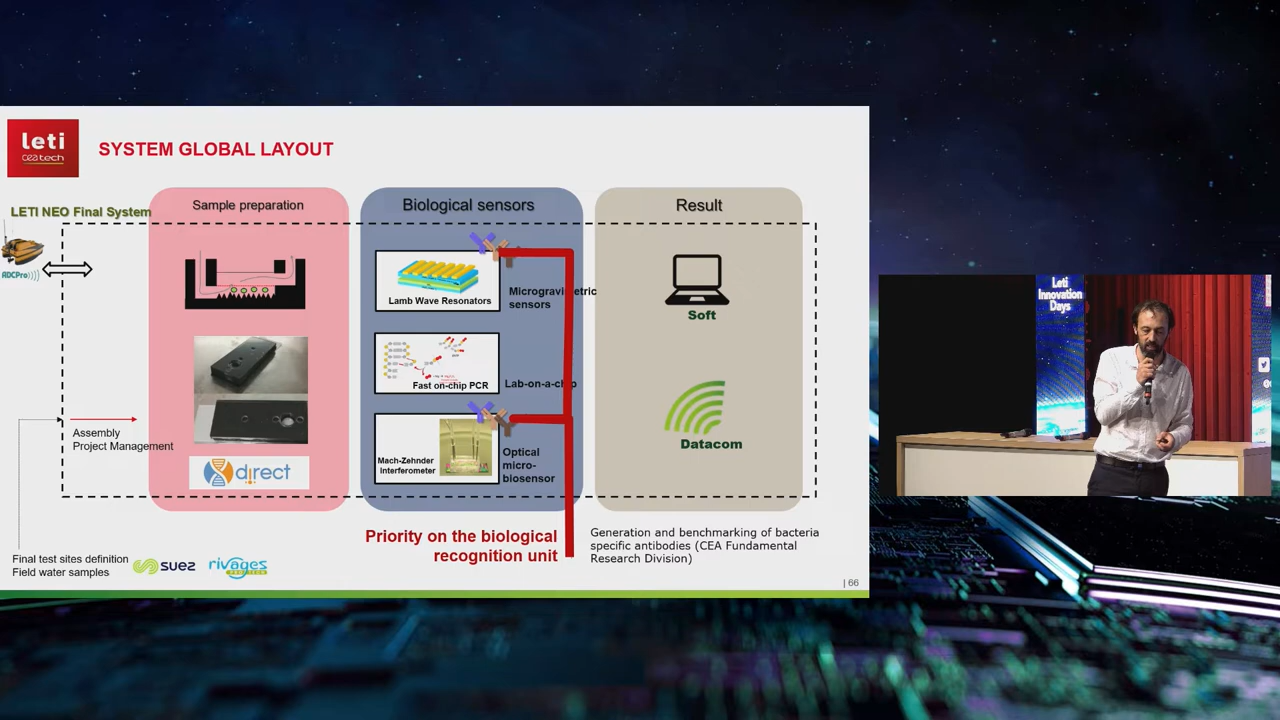 leti
ceatech
SYSTEM GLOBAL LAYOUT
LETI NEO Final System
ADCPro
Assembly
Project Management
Final test sites definition
Field water samples
suez
rivages
PRO TECH
Sample preparation
direct
Biological sensors
Lamb Wave Resonators
Microgravimetric
sensors
Fast on-chip PCR
Lab-on-a-chip
Mach-Zehnder
Interferometer
Optical
micro-
biosensor
Priority on the biological
recognition unit
Result
Soft
Datacom
Generation and benchmarking of bacteria
specific antibodies (CEA Fundamental
Research Division)
| 66
Leti
Innovation
Days